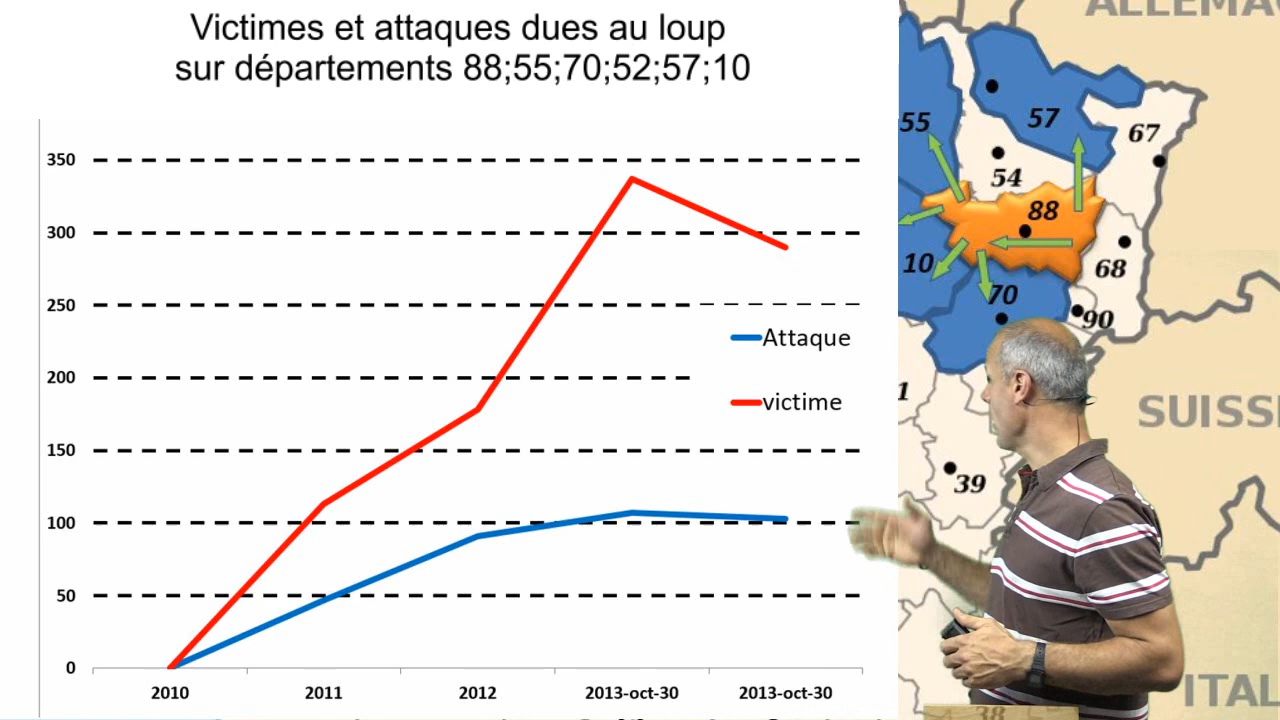 Victimes et attaques dues au loup
sur départements 88;55;70;52;57;10
350
300
250
200
150
100
50
0
2010
2011
2012
2013-oct-30
2013-oct-30
Attaque
victime
ALLEMA
55
57
67
54
88
10
68
70
90
1
39
SUISS
ITAL
38